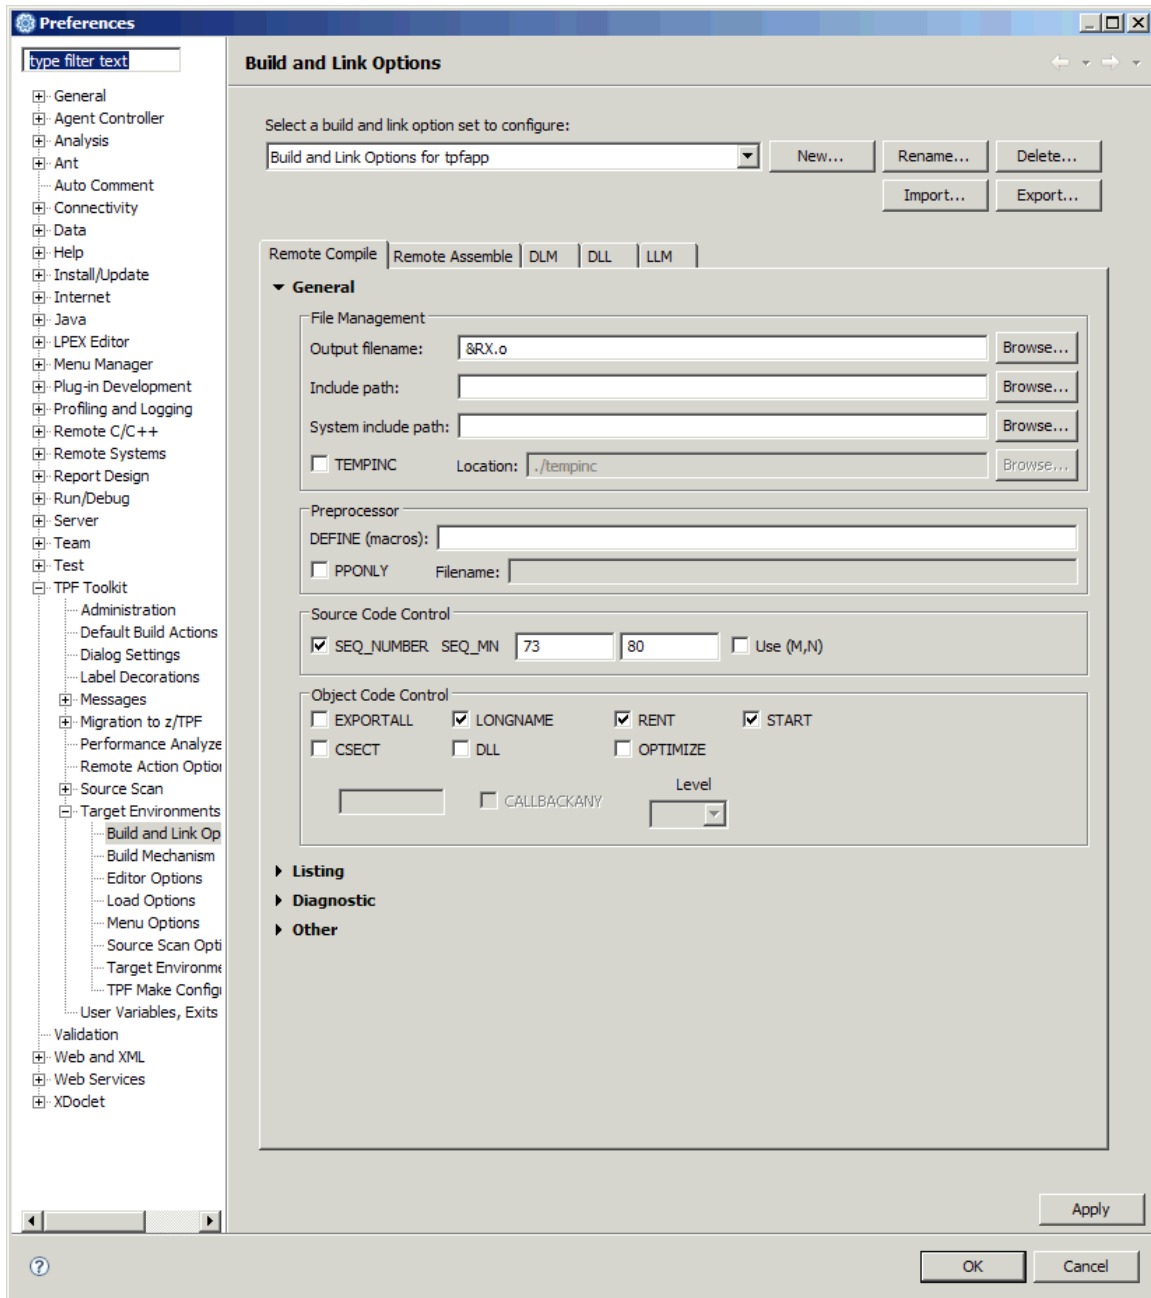 Preferences
type filter text
General
Agent Controller
Analysis
Ant
Auto Comment
Connectivity
Data
Help
Install/Update
Internet
Java
LPEX Editor
Menu Manager
Plug-in Development
Profiling and Logging
Remote C/C++
Remote Systems
Report Design
Run/Debug
Server
Team
Test
TPF Toolkit
Administration
Default Build Actions
Dialog Settings
Label Decorations
Messages
Migration to z/TPF
Performance Analyze
Remote Action Option
Source Scan
Target Environments
Build and Link Op
Build Mechanism
Editor Options
Load Options
Menu Options
Source Scan Opti
Target Environme
TPF Make Config
User Variables, Exits
Validation
Web and XML
Web Services
XDoclet
Build and Link Options
Select a build and link option set to configure:
Build and Link Options for tpfapp New... Rename... Delete...
Import... Export...
Remote Compile Remote Assemble DLM DLL LLM
General
File Management
Output filename: &RX.o Browse...
Include path: Browse...
System include path: Browse...
TEMPINC Location: ./tempinc Browse...
Preprocessor
DEFINE (macros):
PPONLY Filename:
Source Code Control
SEQ_NUMBER SEQ_MN 73 80 Use (M,N)
Object Code Control
EXPORTALL LONGNAME RENT START
CSECT DLL OPTIMIZE
Level
CALLBACKANY
Listing
Diagnostic
Other
Apply
? OK Cancel